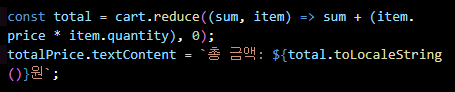 const total = cart.reduce((sum, item) => sum + (item.
price * item.quantity), 0);
totalPrice.textContent = `총 금액: ${total.toLocaleString
()}원`;